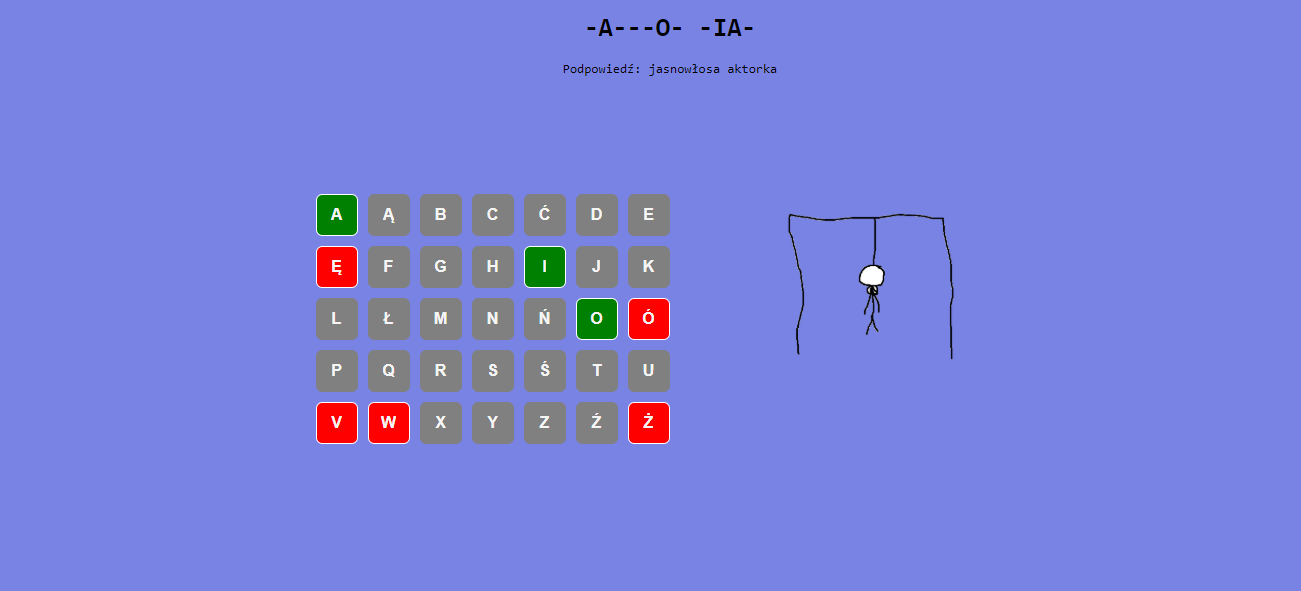 -A---O- -IA-
Podpowiedź: jasnowłosa aktorka
A Ą B C Ć D E
Ę F G H I J K
L Ł M N Ń O Ó
P Q R S Ś T U
V W X Y Z Ź Ż